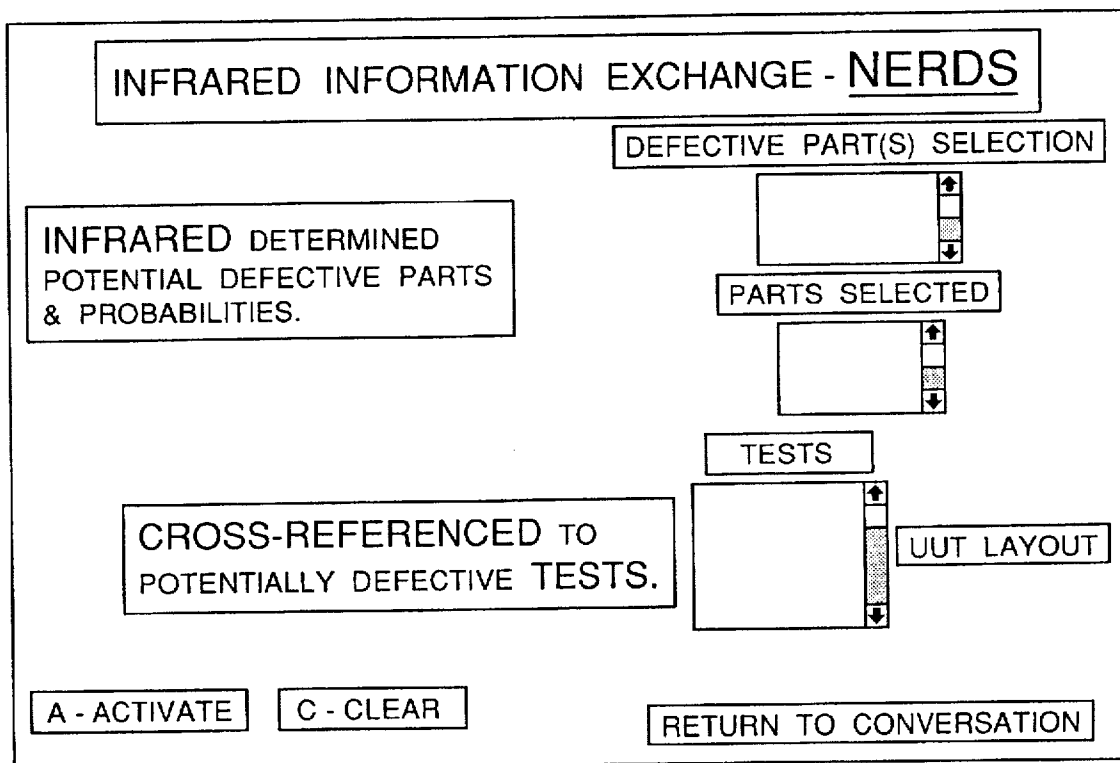 INFRARED INFORMATION EXCHANGE - NERDS
DEFECTIVE PART(S) SELECTION
INFRARED DETERMINED
POTENTIAL DEFECTIVE PARTS
& PROBABILITIES.
PARTS SELECTED
TESTS
CROSS-REFERENCED TO
POTENTIALLY DEFECTIVE TESTS.
UUT LAYOUT
A - ACTIVATE
C - CLEAR
RETURN TO CONVERSATION